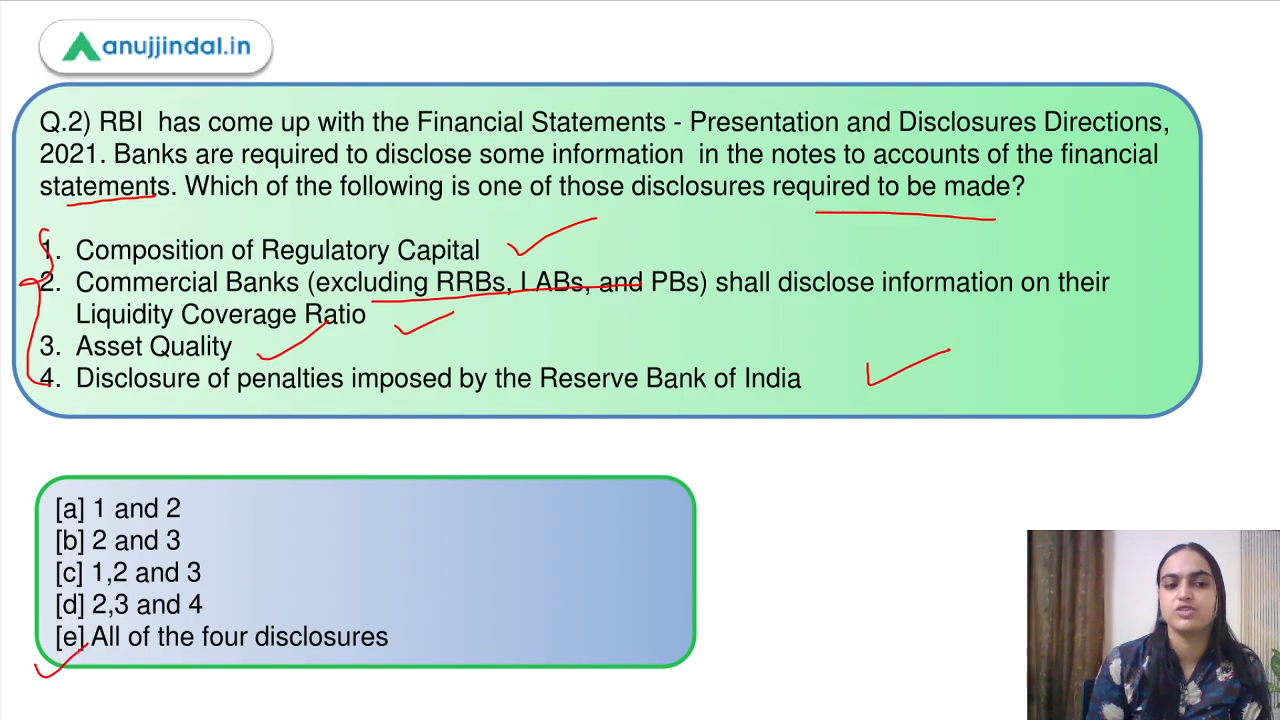 anujjindal.in
Q.2) RBI has come up with the Financial Statements - Presentation and Disclosures Directions,
2021. Banks are required to disclose some information in the notes to accounts of the financial
statements. Which of the following is one of those disclosures required to be made?
1. Composition of Regulatory Capital
2. Commercial Banks (excluding RRBs, LABs, and PBs) shall disclose information on their
Liquidity Coverage Ratio
3. Asset Quality
4. Disclosure of penalties imposed by the Reserve Bank of India
[a] 1 and 2
[b] 2 and 3
[c] 1,2 and 3
[d] 2,3 and 4
[e] All of the four disclosures